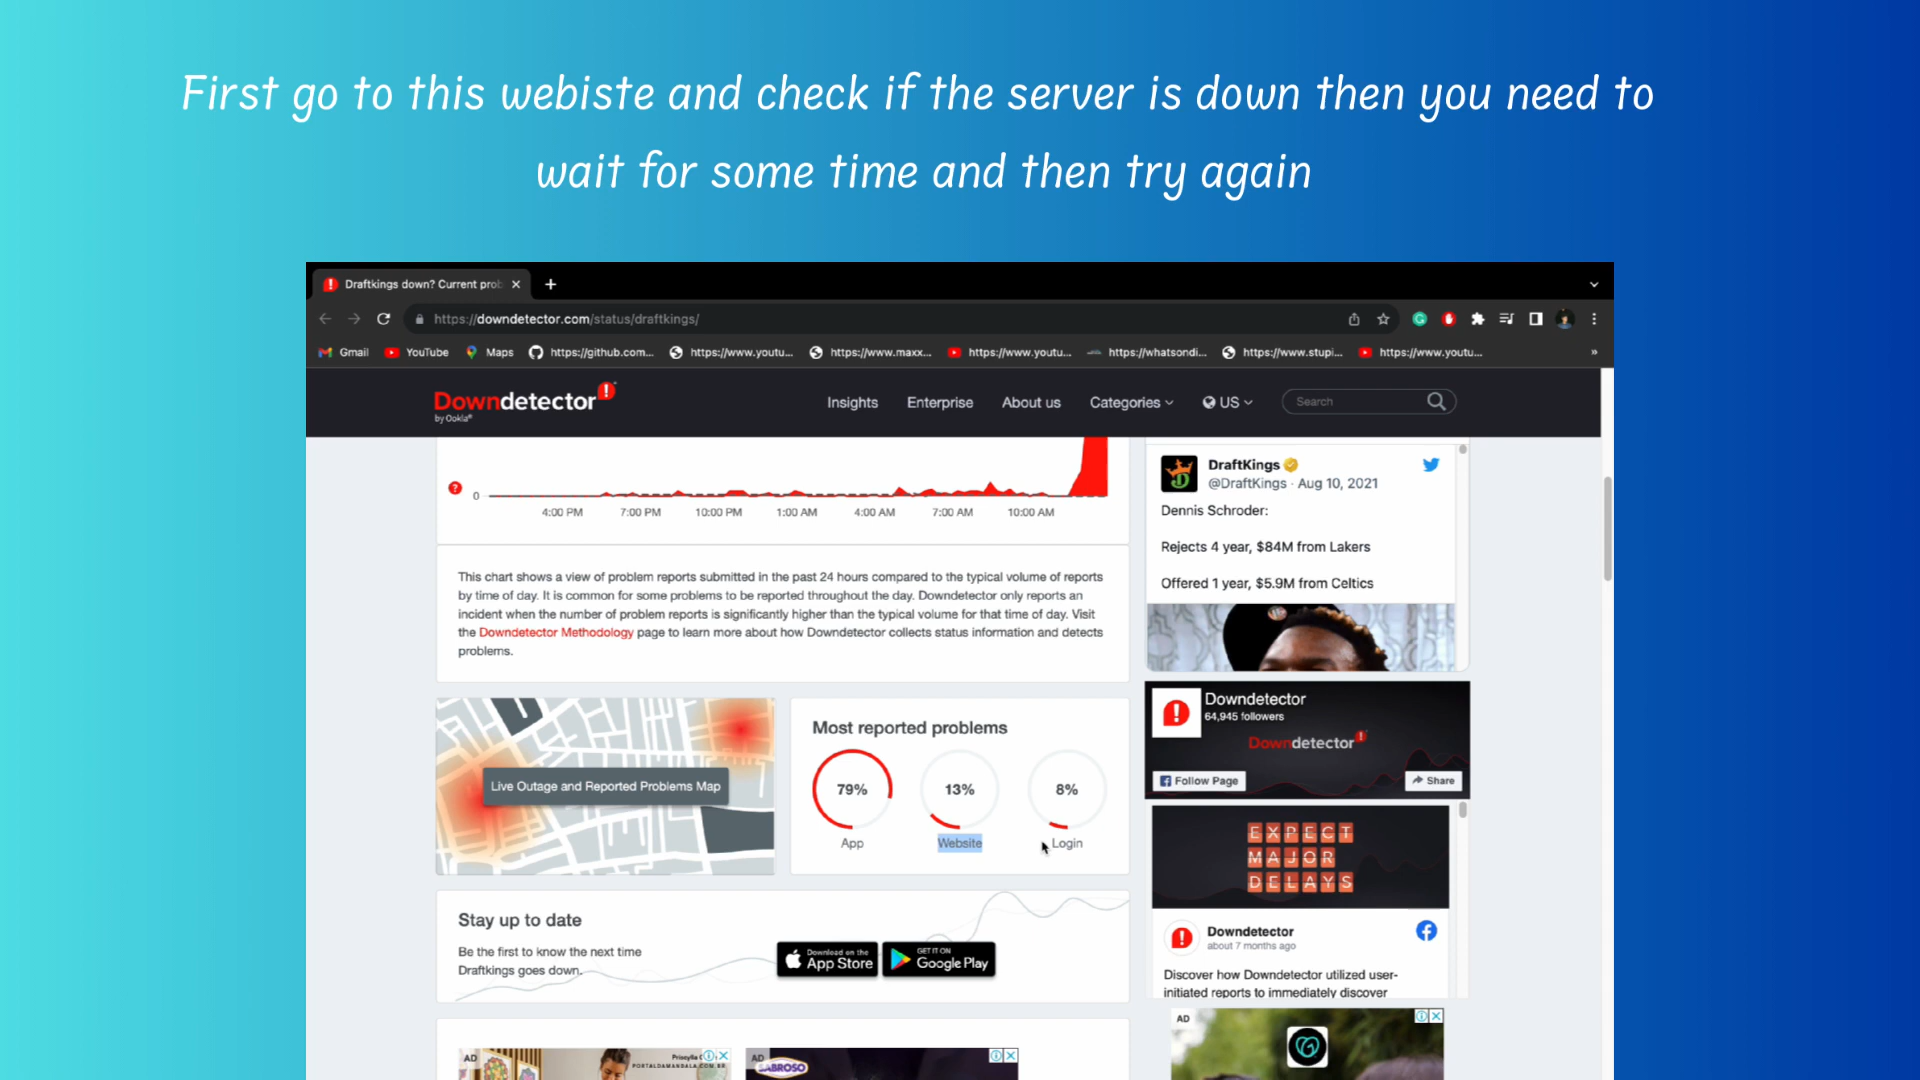 First go to this webiste and check if the server is down then you need to
wait for some time and then try again
Draftkings down? Current prob
https://downdetector.com/status/draftkings/
Gmail
YouTube
Maps
https://github.com...
https://www.youtu...
https://www.maxx...
https://www.youtu...
https://whatsondi...
https://www.stupi...
https://www.youtu...
»
Downdetector
by Ookla
Insights
Enterprise
About us
Categories
US
Search
0
4:00 PM
7:00 PM
10:00 PM
1:00 AM
4:00 AM
7:00 AM
10:00 AM
This chart shows a view of problem reports submitted in the past 24 hours compared to the typical volume of reports
by time of day. It is common for some problems to be reported throughout the day. Downdetector only reports an
incident when the number of problem reports is significantly higher than the typical volume for that time of day. Visit
the Downdetector Methodology page to learn more about how Downdetector collects status information and detects
problems.
Live Outage and Reported Problems Map
Most reported problems
79%
13%
8%
App
Website
Login
Stay up to date
Be the first to know the next time
Draftkings goes down.
Download on the
App Store
GET IT ON
Google Play
DraftKings
@DraftKings · Aug 10, 2021
Dennis Schroder:
Rejects 4 year, $84M from Lakers
Offered 1 year, $5.9M from Celtics
Downdetector
64,945 followers
Downdetector
Follow Page
Share
EXPECT
MAJOR
DELAYS
Downdetector
about 7 months ago
Discover how Downdetector utilized user-
initiated reports to immediately discover
AD
AD
PORTALDAMANDALA.COM.BR
AD
SABROSO